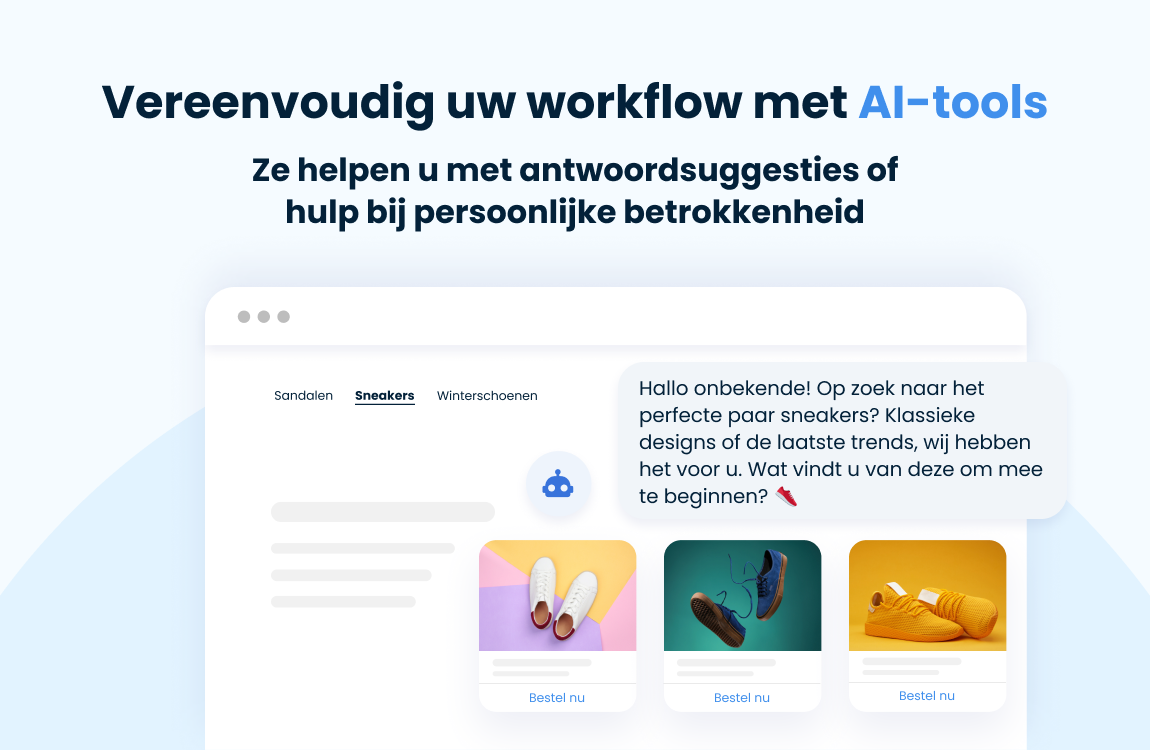 Vereenvoudig uw workflow met AI-tools
Ze helpen u met antwoordsuggesties of
hulp bij persoonlijke betrokkenheid
Sandalen Sneakers Winterschoenen
Hallo onbekende! Op zoek naar het
perfecte paar sneakers? Klassieke
designs of de laatste trends, wij hebben
het voor u. Wat vindt u van deze om mee
te beginnen? 👟
Bestel nu Bestel nu Bestel nu